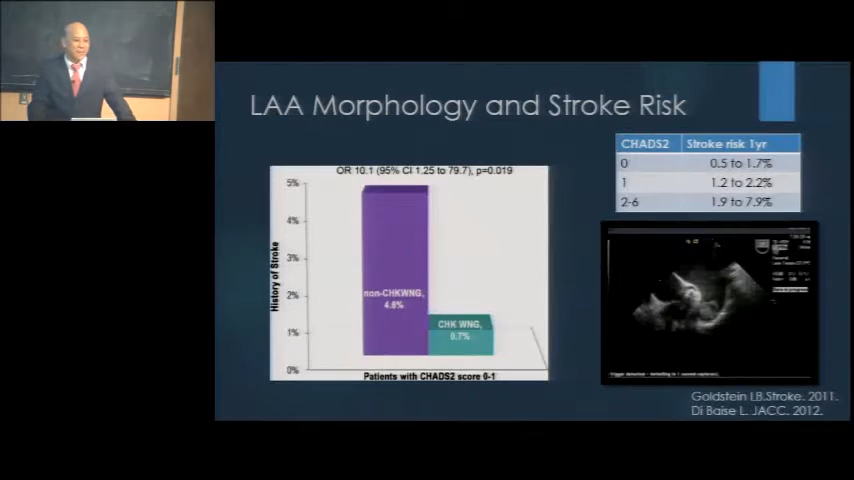 LAA Morphology and Stroke Risk
OR 10.1 (95% CI 1.25 to 79.7), p=0.019
5%
4%
3%
2%
1%
0%
History of Stroke
non-CHKWNG,
4.6%
CHK WNG,
0.7%
Patients with CHADS2 score 0-1
CHADS2 Stroke risk 1yr
0 0.5 to 1.7%
1 1.2 to 2.2%
2-6 1.9 to 7.9%
Goldstein LB.Stroke. 2011.
Di Baise L. JACC. 2012.